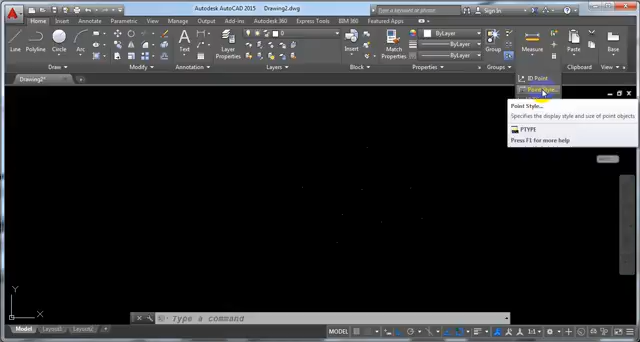 Autodesk AutoCAD 2015 Drawing2.dwg
Type a keyword or phrase
Sign In
Home Insert Annotate Parametric View Manage Output Add-ins Autodesk 360 Express Tools BIM 360 Featured Apps
Line Polyline Circle Arc
Text
Layer Properties
0
Insert
Match Properties
ByLayer
ByLayer
ByLayer
Group
Measure
Paste
Base
Draw Modify Annotation Layers Block Properties Groups
ID Point
Point Style...
Drawing2*
Point Style...
Specifies the display style and size of point objects
PTYPE
Press F1 for more help
Y
X
Type a command
Model Layout1 Layout2
MODEL
1:1